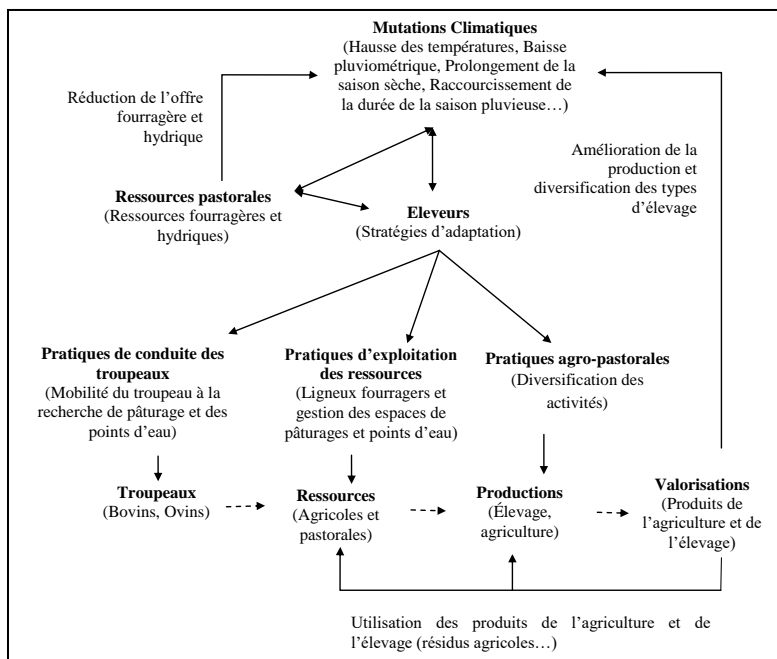 Mutations Climatiques
(Hausse des températures, Baisse
pluviométrique, Prolongement de la
saison sèche, Raccourcissement de
la durée de la saison pluvieuse…)
Réduction de l'offre
fourragère et
hydrique
Amélioration de la
production et
diversification des types
d'élevage
Ressources pastorales
(Ressources fourragères et
hydriques)
Eleveurs
(Stratégies d'adaptation)
Pratiques de conduite des
troupeaux
(Mobilité du troupeau à la
recherche de pâturage et des
points d'eau)
Pratiques d'exploitation
des ressources
(Ligneux fourragers et
gestion des espaces de
pâturages et points d'eau)
Pratiques agro-pastorales
(Diversification des
activités)
Troupeaux
(Bovins, Ovins)
Ressources
(Agricoles et
pastorales)
Productions
(Élevage,
agriculture)
Valorisations
(Produits de
l'agriculture et de
l'élevage)
Utilisation des produits de l'agriculture et de
l'élevage (résidus agricoles…)